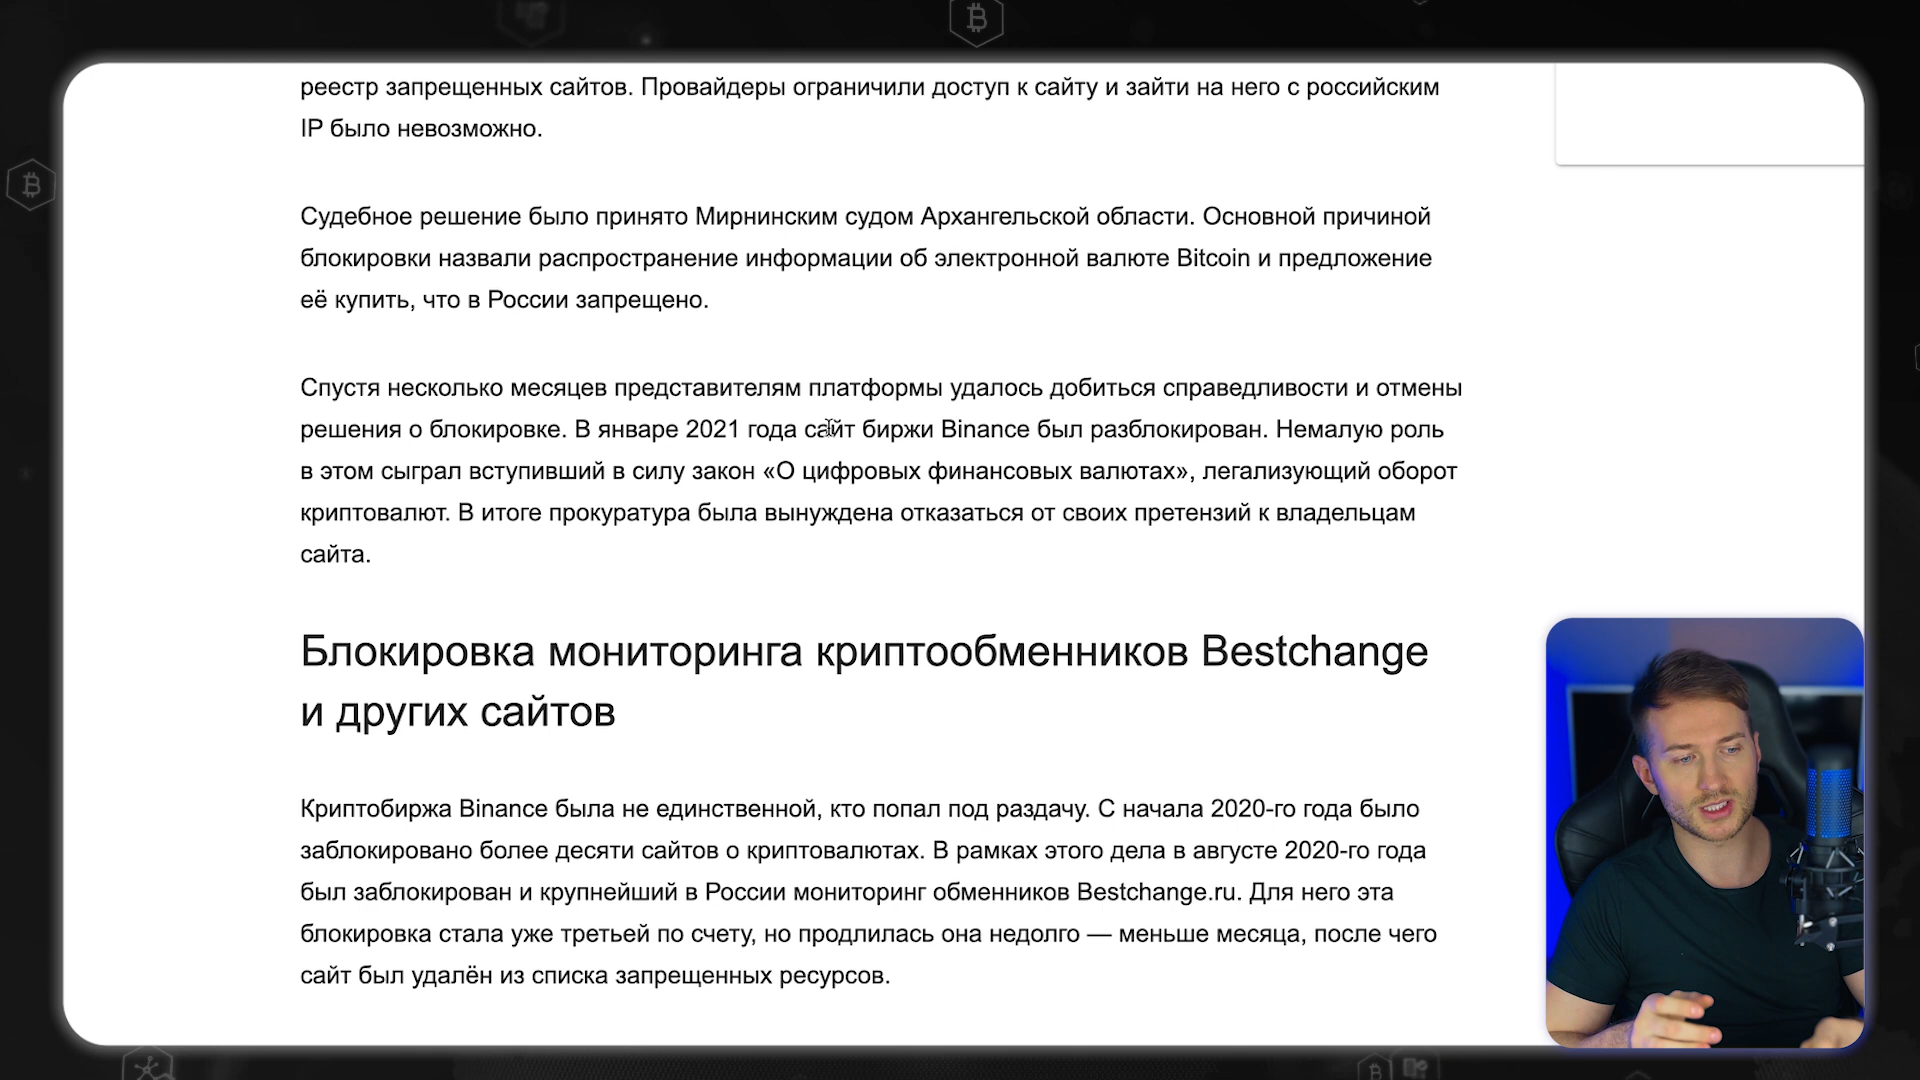 реестр запрещенных сайтов. Провайдеры ограничили доступ к сайту и зайти на него с российским
IP было невозможно.
Судебное решение было принято Мирнинским судом Архангельской области. Основной причиной
блокировки назвали распространение информации об электронной валюте Bitcoin и предложение
её купить, что в России запрещено.
Спустя несколько месяцев представителям платформы удалось добиться справедливости и отмены
решения о блокировке. В январе 2021 года сайт биржи Binance был разблокирован. Немалую роль
в этом сыграл вступивший в силу закон «О цифровых финансовых валютах», легализующий оборот
криптовалют. В итоге прокуратура была вынуждена отказаться от своих претензий к владельцам
сайта.
Блокировка мониторинга криптообменников Bestchange
и других сайтов
Криптобиржа Binance была не единственной, кто попал под раздачу. С начала 2020-го года было
заблокировано более десяти сайтов о криптовалютах. В рамках этого дела в августе 2020-го года
был заблокирован и крупнейший в России мониторинг обменников Bestchange.ru. Для него эта
блокировка стала уже третьей по счету, но продлилась она недолго — меньше месяца, после чего
сайт был удалён из списка запрещенных ресурсов.